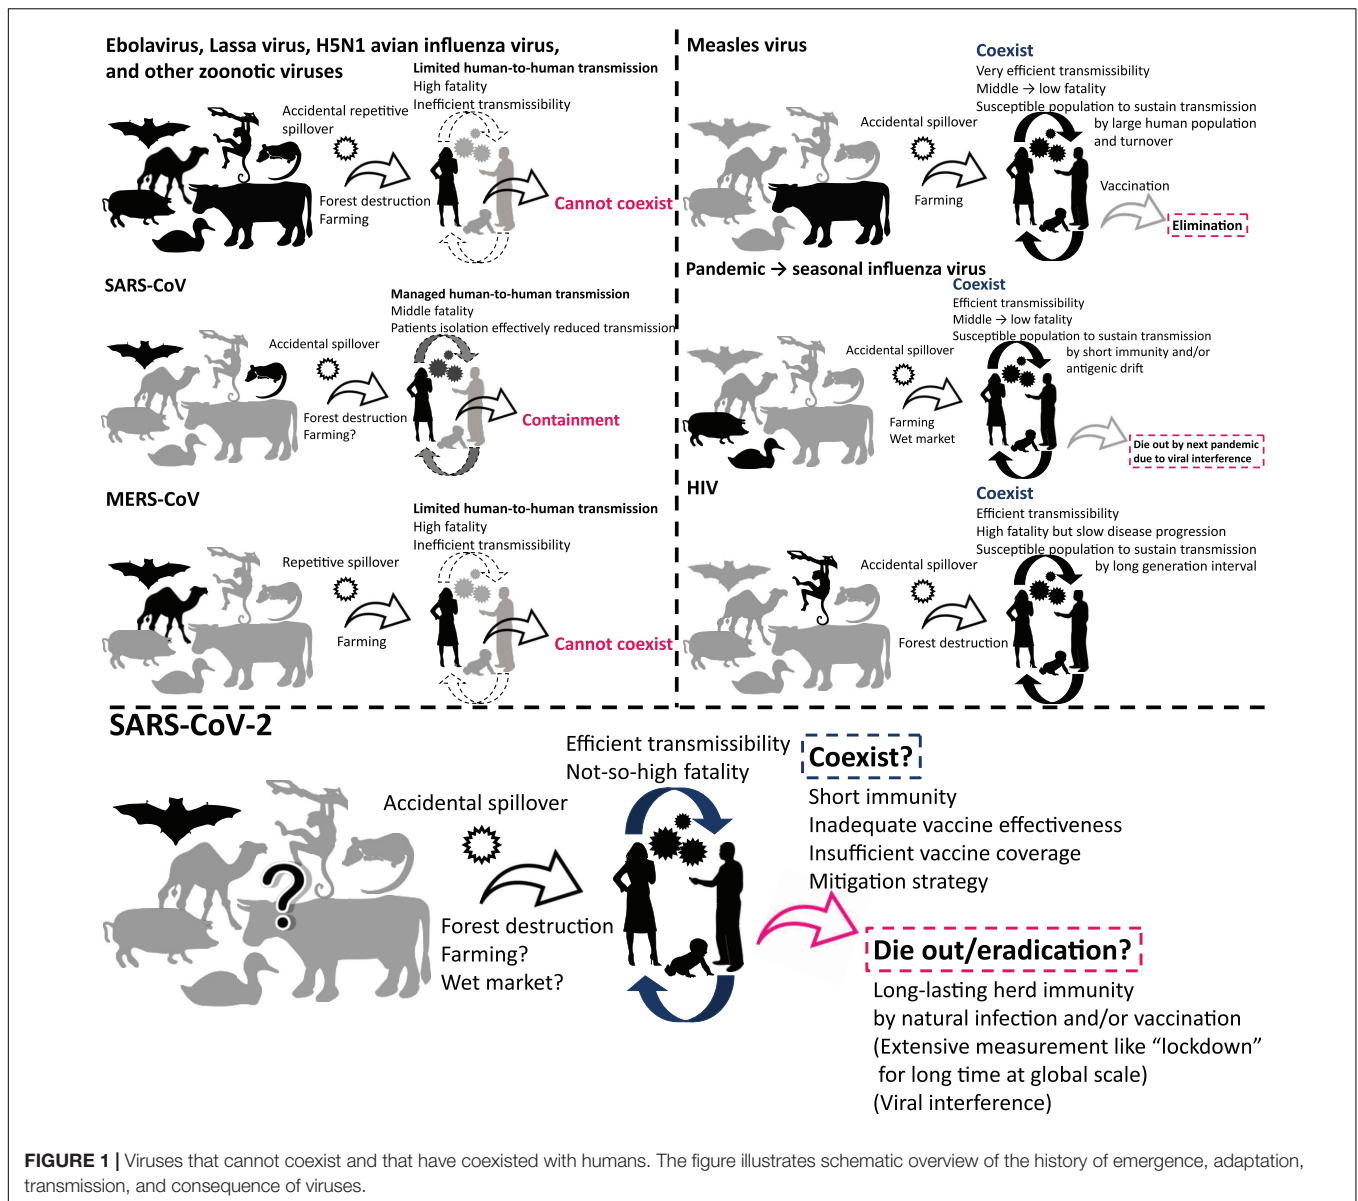 Ebolavirus, Lassa virus, H5N1 avian influenza virus,
and other zoonotic viruses
Limited human-to-human transmission
High fatality
Inefficient transmissibility
Accidental repetitive
spillover
Forest destruction
Farming
Cannot coexist
SARS-CoV
Managed human-to-human transmission
Middle fatality
Patients isolation effectively reduced transmission
Accidental spillover
Forest destruction
Farming?
Containment
MERS-CoV
Limited human-to-human transmission
High fatality
Inefficient transmissibility
Repetitive spillover
Farming
Cannot coexist
Measles virus
Coexist
Very efficient transmissibility
Middle → low fatality
Susceptible population to sustain transmission
by large human population
and turnover
Accidental spillover
Farming
Vaccination
Elimination
Pandemic → seasonal influenza virus
Coexist
Efficient transmissibility
Middle → low fatality
Susceptible population to sustain transmission
by short immunity and/or
antigenic drift
Accidental spillover
Farming
Wet market
Die out by next pandemic
due to viral interference
HIV
Coexist
Efficient transmissibility
High fatality but slow disease progression
Susceptible population to sustain transmission
by long generation interval
Accidental spillover
Forest destruction
SARS-CoV-2
Efficient transmissibility
Not-so-high fatality
Accidental spillover
?
Forest destruction
Farming?
Wet market?
Coexist?
Short immunity
Inadequate vaccine effectiveness
Insufficient vaccine coverage
Mitigation strategy
Die out/eradication?
Long-lasting herd immunity
by natural infection and/or vaccination
(Extensive measurement like “lockdown”
for long time at global scale)
(Viral interference)
FIGURE 1 | Viruses that cannot coexist and that have coexisted with humans. The figure illustrates schematic overview of the history of emergence, adaptation,
transmission, and consequence of viruses.